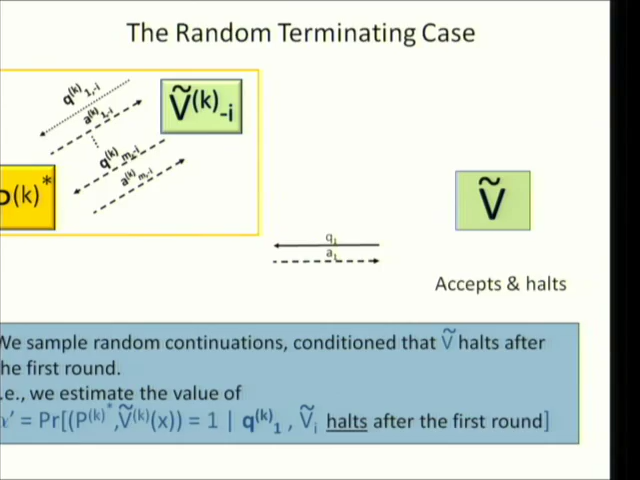 The Random Terminating Case
q(k)1,-i
a(k)1,-i
Ṽ(k)-i
q(k)m,-i
a(k)m,-i
(k)*
Ṽ
q1
a1
Accepts & halts
We sample random continuations, conditioned that Ṽ halts after
he first round.
.e., we estimate the value of
' = Pr[(P(k)*,Ṽ(k)(x)) = 1 | q(k)1 , Ṽi halts after the first round]